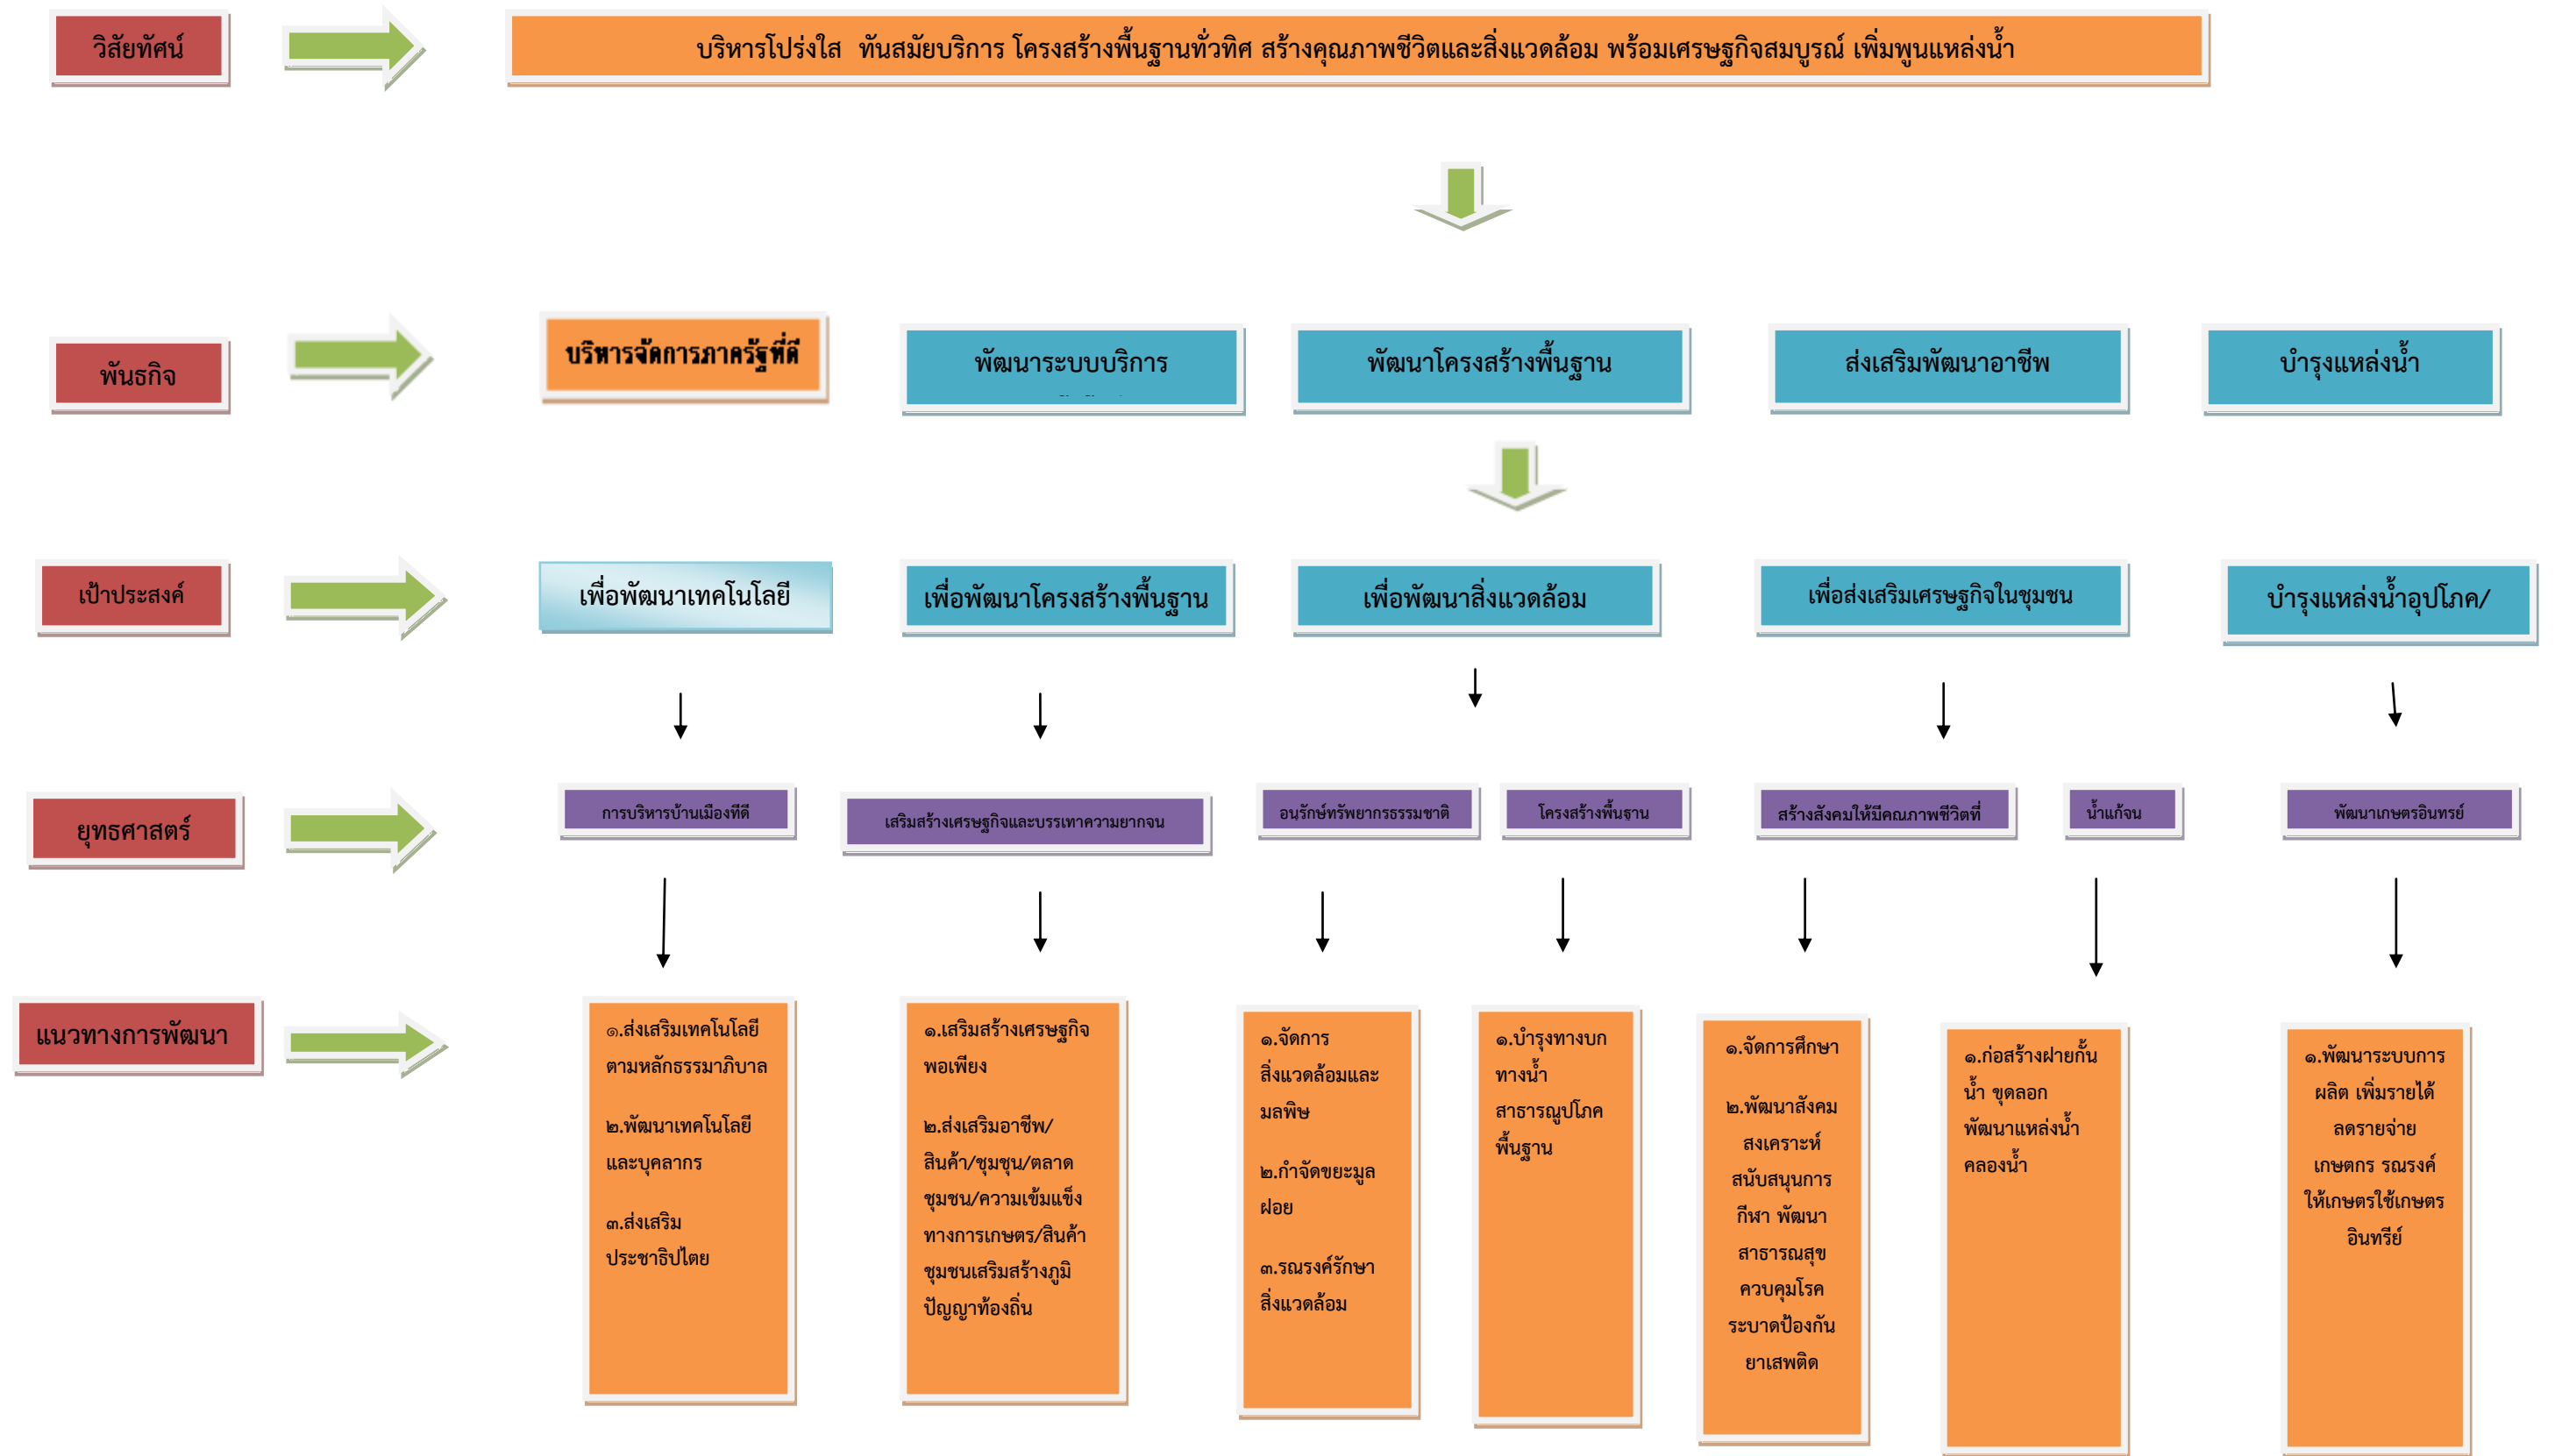 วิสัยทัศน์
บริหารโปร่งใส  ทันสมัยบริการ โครงสร้างพื้นฐานทั่วทิศ สร้างคุณภาพชีวิตและสิ่งแวดล้อม พร้อมเศรษฐกิจสมบูรณ์ เพิ่มพูนแหล่งน้ำ
พันธกิจ
บริหารจัดการภาครัฐที่ดี
พัฒนาระบบบริการ
พัฒนาโครงสร้างพื้นฐาน
ส่งเสริมพัฒนาอาชีพ
บำรุงแหล่งน้ำ
เป้าประสงค์
เพื่อพัฒนาเทคโนโลยี
เพื่อพัฒนาโครงสร้างพื้นฐาน
เพื่อพัฒนาสิ่งแวดล้อม
เพื่อส่งเสริมเศรษฐกิจในชุมชน
บำรุงแหล่งน้ำอุปโภค/
ยุทธศาสตร์
การบริหารบ้านเมืองทีดี
เสริมสร้างเศรษฐกิจและบรรเทาความยากจน
อนุรักษ์ทรัพยากรธรรมชาติ
โครงสร้างพื้นฐาน
สร้างสังคมให้มีคุณภาพชีวิตที่
น้ำแก้จน
พัฒนาเกษตรอินทรย์
แนวทางการพัฒนา
๑.ส่งเสริมเทคโนโลยี
ตามหลักธรรมาภิบาล
๒.พัฒนาเทคโนโลยี
และบุคลากร
๓.ส่งเสริม
ประชาธิปไตย
๑.เสริมสร้างเศรษฐกิจ
พอเพียง
๒.ส่งเสริมอาชีพ/
สินค้า/ชุมชุน/ตลาด
ชุมชน/ความเข้มแข็ง
ทางการเกษตร/สินค้า
ชุมชนเสริมสร้างภูมิ
ปัญญาท้องถิ่น
๑.จัดการ
สิ่งแวดล้อมและ
มลพิษ
๒.กำจัดขยะมูล
ฝอย
๓.รณรงค์รักษา
สิ่งแวดล้อม
๑.บำรุงทางบก
ทางน้ำ
สาธารณูปโภค
พื้นฐาน
๑.จัดการศึกษา
๒.พัฒนาสังคม
สงเคราะห์
สนับสนุนการ
กีฬา พัฒนา
สาธารณสุข
ควบคุมโรค
ระบาดป้องกัน
ยาเสพติด
๑.ก่อสร้างฝายกั้น
น้ำ ขุดลอก
พัฒนาแหล่งน้ำ
คลองน้ำ
๑.พัฒนาระบบการ
ผลิต เพิ่มรายได้
ลดรายจ่าย
เกษตกร รณรงค์
ให้เกษตรใช้เกษตร
อินทรีย์